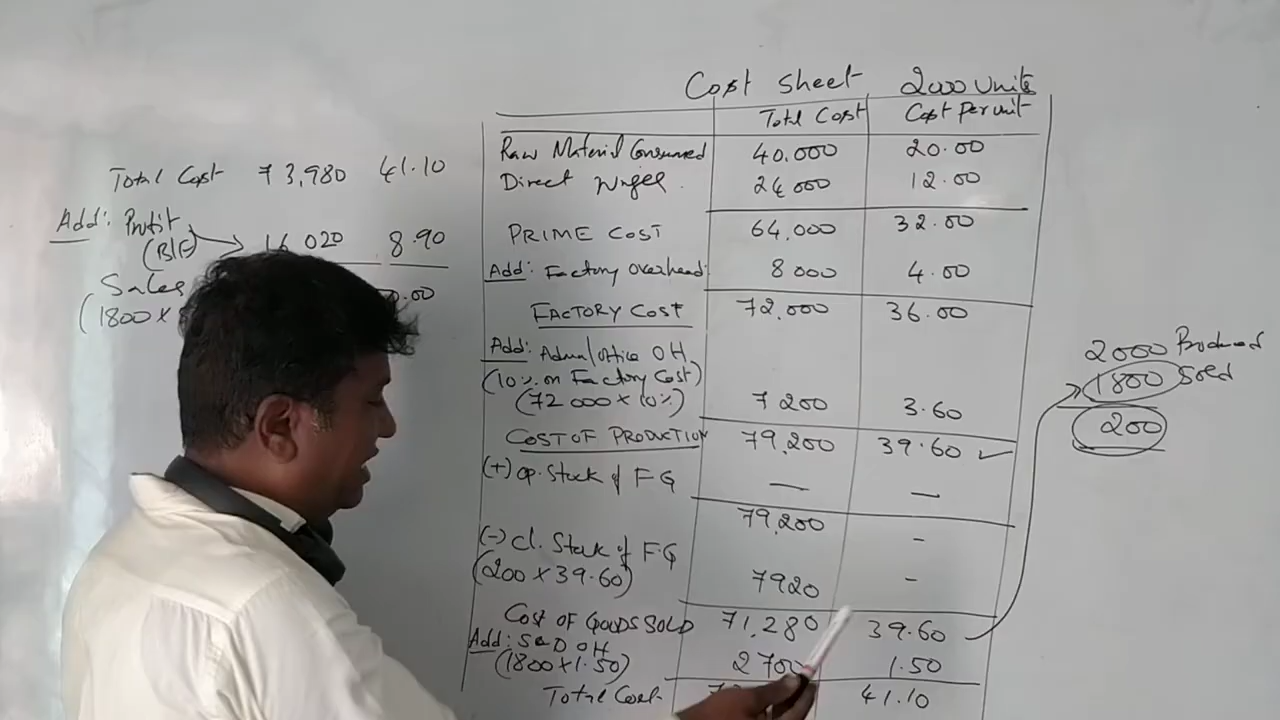 Cost Sheet 2000 Units
Total Cost Cost Per unit
Raw Material Consumed 40,000 20.00
Direct Wages. 24,000 12.00
PRIME COST 64,000 32.00
Add: Factory Overhead 8000 4.00
FACTORY COST 72,000 36.00
Add: Admn/office OH
(10% on Factory Cost)
(72000 x 10%) 7200 3.60
COST OF PRODUCTION 79,200 39.60 ✓
(+) Op. Stock of FG — —
79,200 -
(-) Cl. Stock of F.G
(200 x 39.60) 7920 -
Cost of GOODS SOLD 71,280 39.60
Add: S&D OH
(1800 x 1.50) 2700 1.50
Total Cost 41.10
Total Cost 73,980 41.10
Add: Profit
(B/F) 16,020 8.90
Sales
(1800 x
2000 Produced
1800 Sold
200